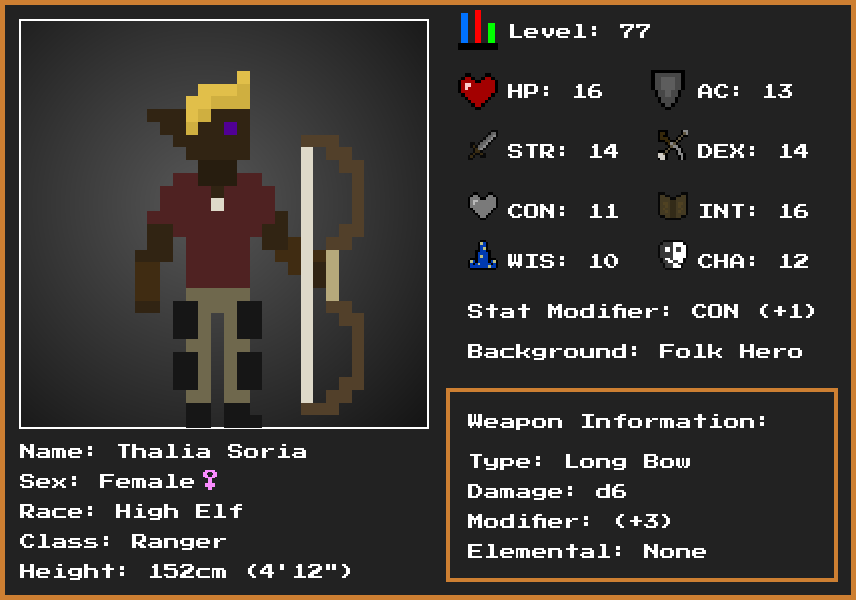 Level: 77
HP: 16 AC: 13
STR: 14 DEX: 14
CON: 11 INT: 16
WIS: 10 CHA: 12
Stat Modifier: CON (+1)
Background: Folk Hero
Weapon Information:
Type: Long Bow
Damage: d6
Modifier: (+3)
Elemental: None
Name: Thalia Soria
Sex: Female♀
Race: High Elf
Class: Ranger
Height: 152cm (4'12")